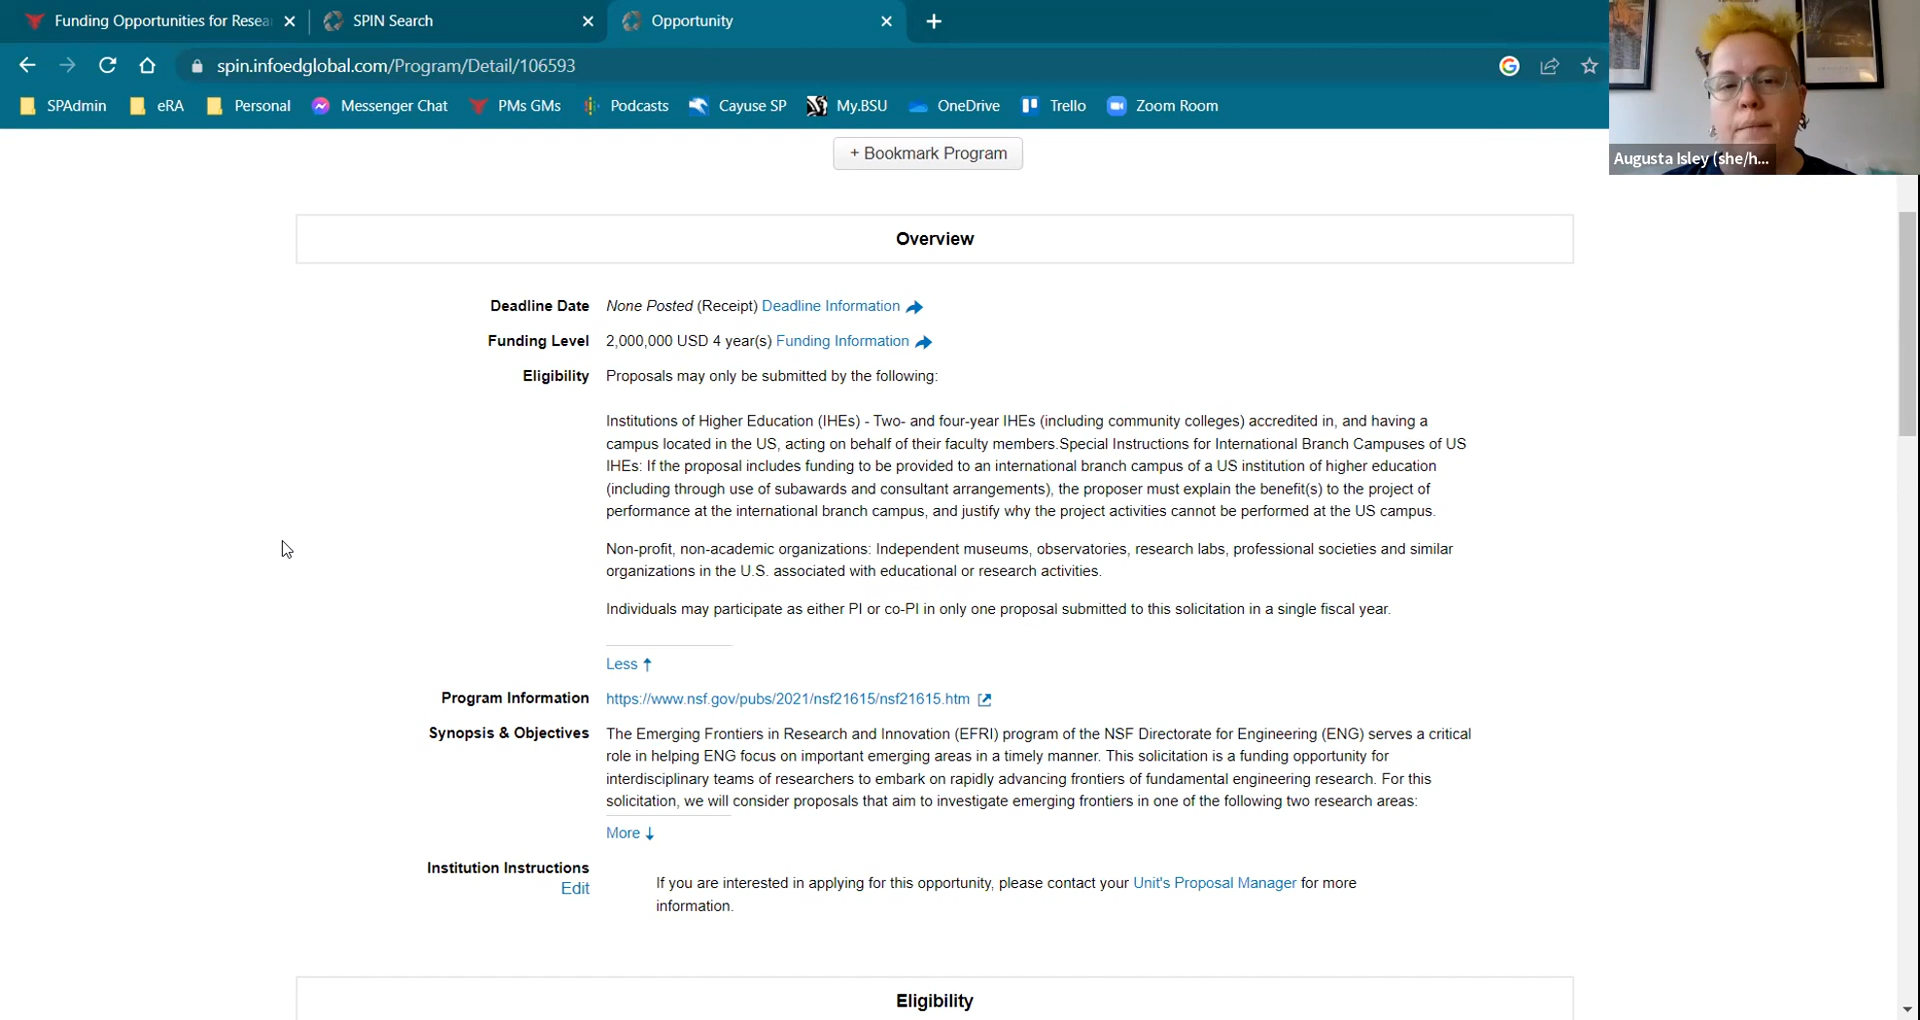 Funding Opportunities for Resea
SPIN Search
Opportunity
spin.infoedglobal.com/Program/Detail/106593
SPAdmin
eRA
Personal
Messenger Chat
PMs GMs
Podcasts
Cayuse SP
My.BSU
OneDrive
Trello
Zoom Room
Augusta Isley (she/h...
+ Bookmark Program
Overview
Deadline Date None Posted (Receipt) Deadline Information
Funding Level 2,000,000 USD 4 year(s) Funding Information
Eligibility Proposals may only be submitted by the following:
Institutions of Higher Education (IHEs) - Two- and four-year IHEs (including community colleges) accredited in, and having a
campus located in the US, acting on behalf of their faculty members.Special Instructions for International Branch Campuses of US
IHEs: If the proposal includes funding to be provided to an international branch campus of a US institution of higher education
(including through use of subawards and consultant arrangements), the proposer must explain the benefit(s) to the project of
performance at the international branch campus, and justify why the project activities cannot be performed at the US campus.
Non-profit, non-academic organizations: Independent museums, observatories, research labs, professional societies and similar
organizations in the U.S. associated with educational or research activities.
Individuals may participate as either PI or co-PI in only one proposal submitted to this solicitation in a single fiscal year.
Less
Program Information https://www.nsf.gov/pubs/2021/nsf21615/nsf21615.htm
Synopsis & Objectives The Emerging Frontiers in Research and Innovation (EFRI) program of the NSF Directorate for Engineering (ENG) serves a critical
role in helping ENG focus on important emerging areas in a timely manner. This solicitation is a funding opportunity for
interdisciplinary teams of researchers to embark on rapidly advancing frontiers of fundamental engineering research. For this
solicitation, we will consider proposals that aim to investigate emerging frontiers in one of the following two research areas:
More
Institution Instructions
Edit
If you are interested in applying for this opportunity, please contact your Unit's Proposal Manager for more
information.
Eligibility